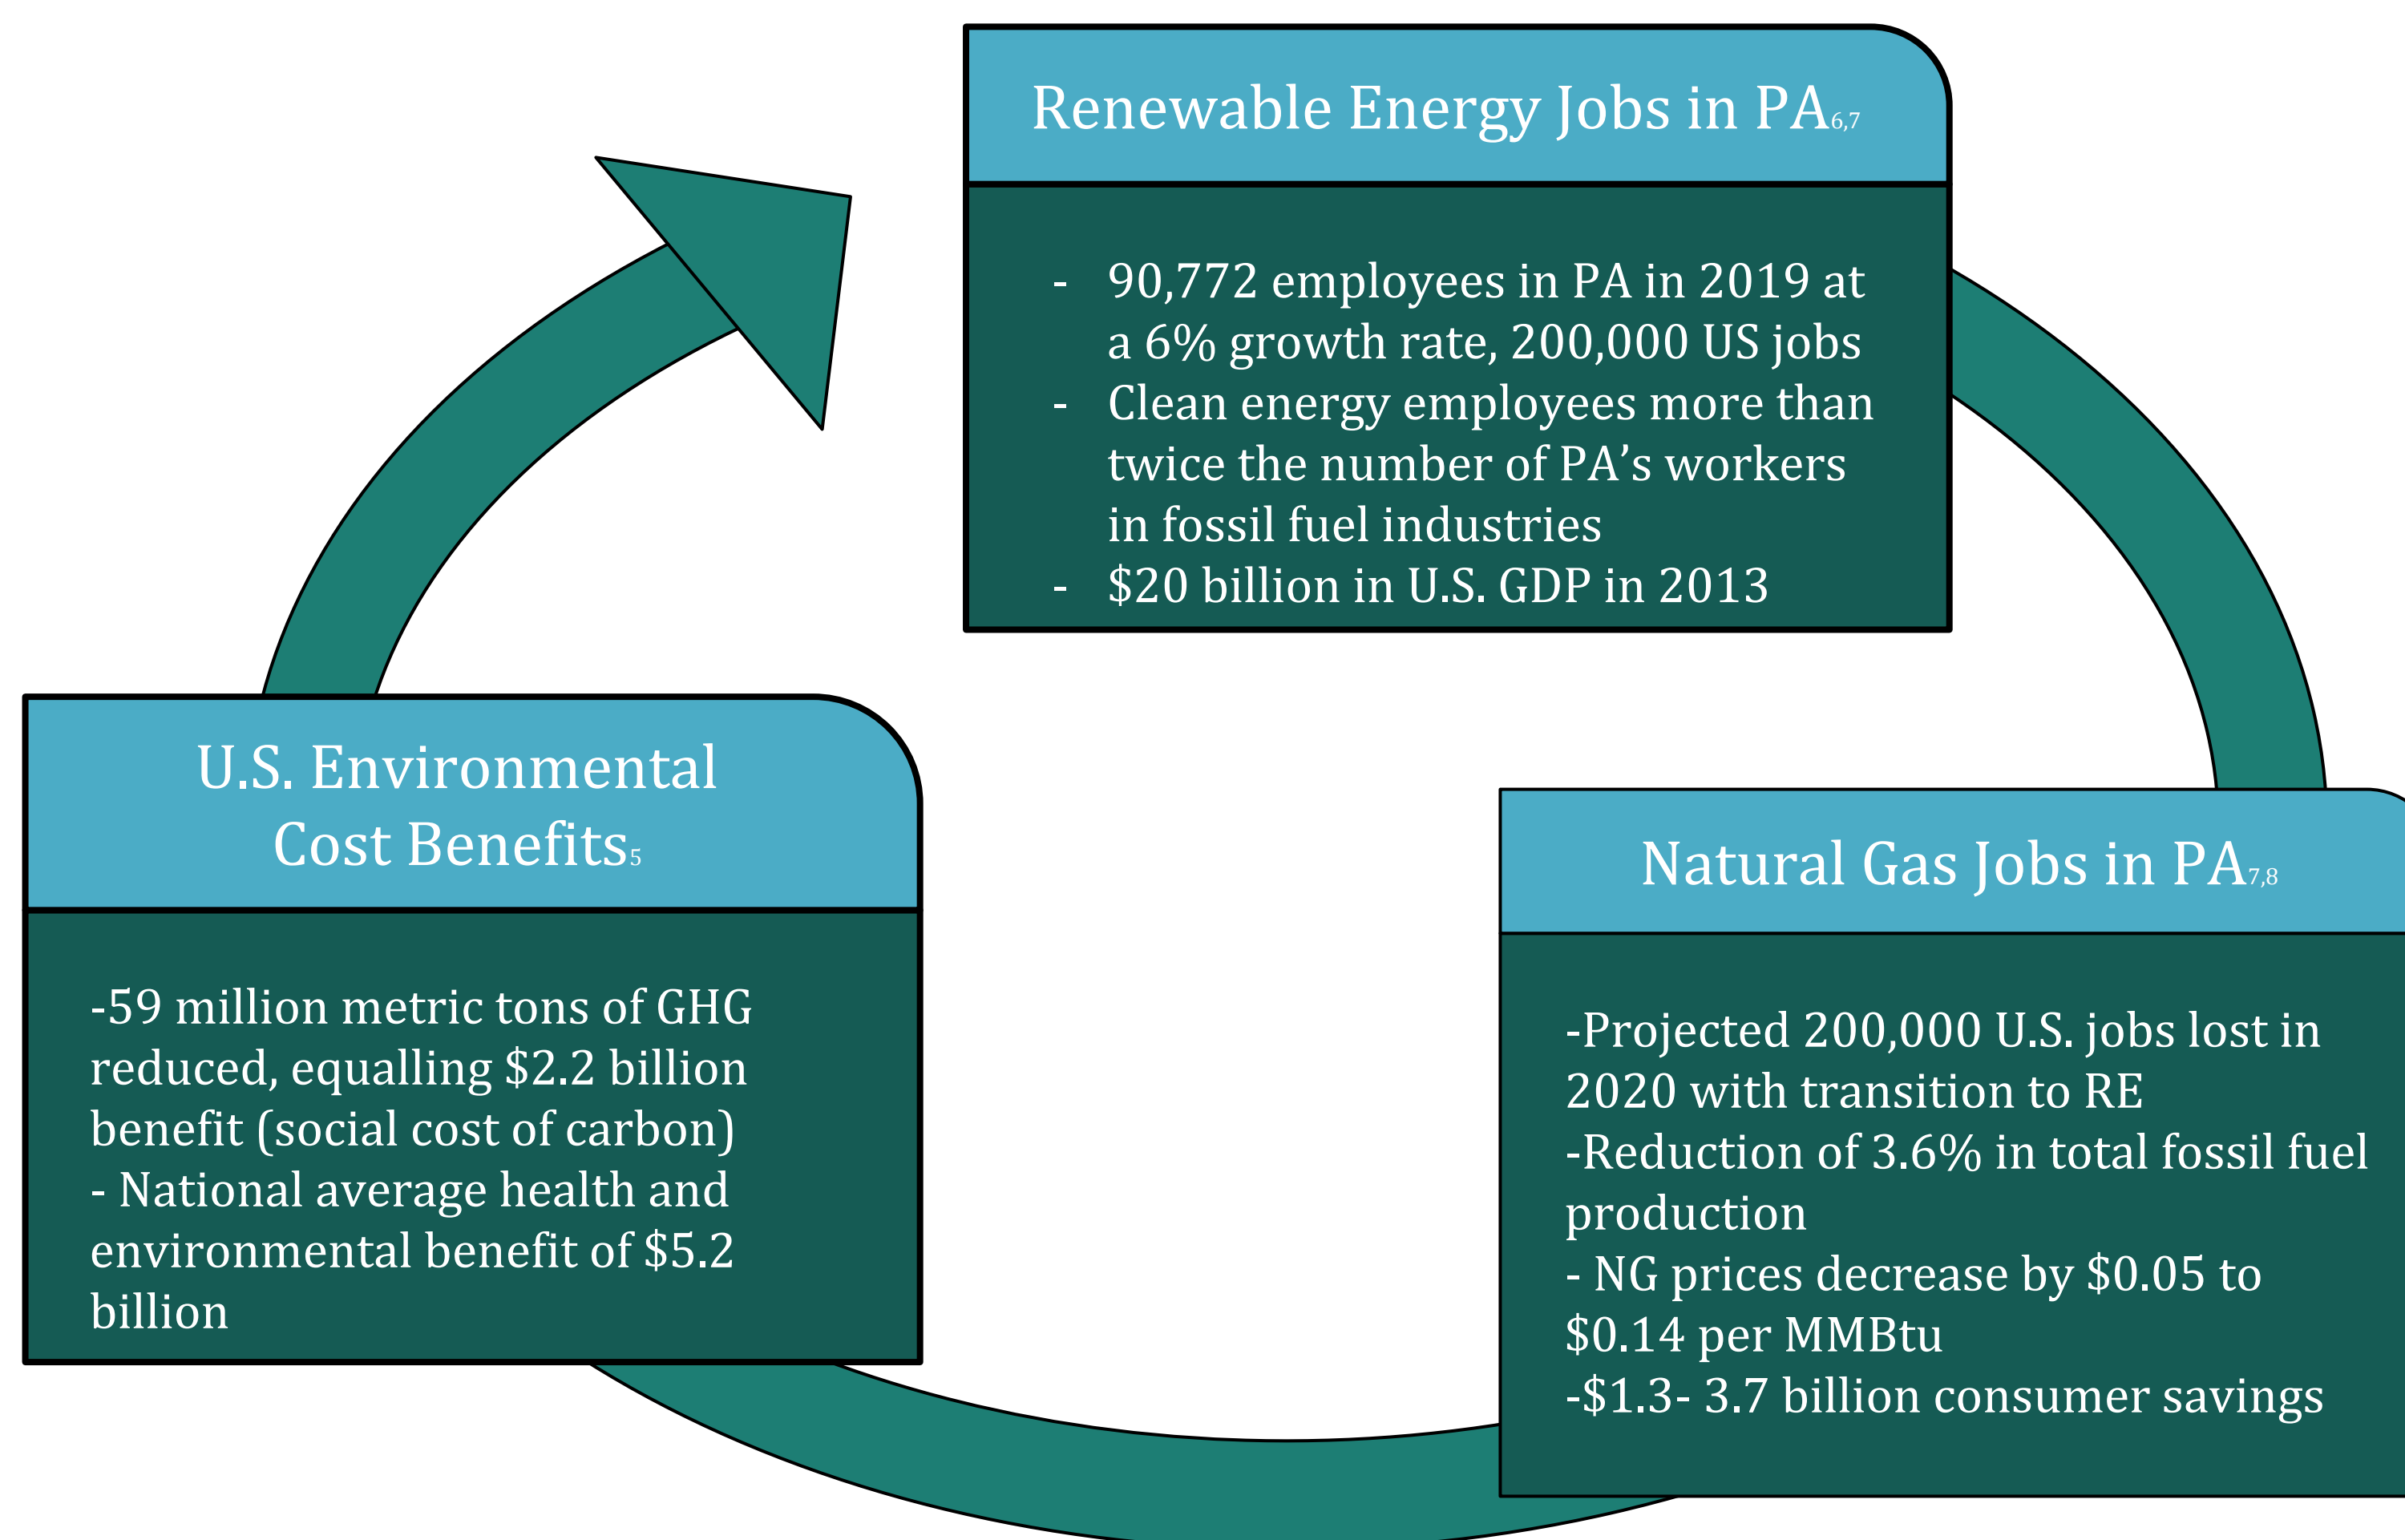 Renewable Energy Jobs in PA6,7
- 90,772 employees in PA in 2019 at
a 6% growth rate, 200,000 US jobs
- Clean energy employees more than
twice the number of PA’s workers
in fossil fuel industries
- $20 billion in U.S. GDP in 2013
U.S. Environmental
Cost Benefits5
-59 million metric tons of GHG
reduced, equalling $2.2 billion
benefit (social cost of carbon)
- National average health and
environmental benefit of $5.2
billion
Natural Gas Jobs in PA7,8
-Projected 200,000 U.S. jobs lost in
2020 with transition to RE
-Reduction of 3.6% in total fossil fuel
production
- NG prices decrease by $0.05 to
$0.14 per MMBtu
-$1.3- 3.7 billion consumer savings